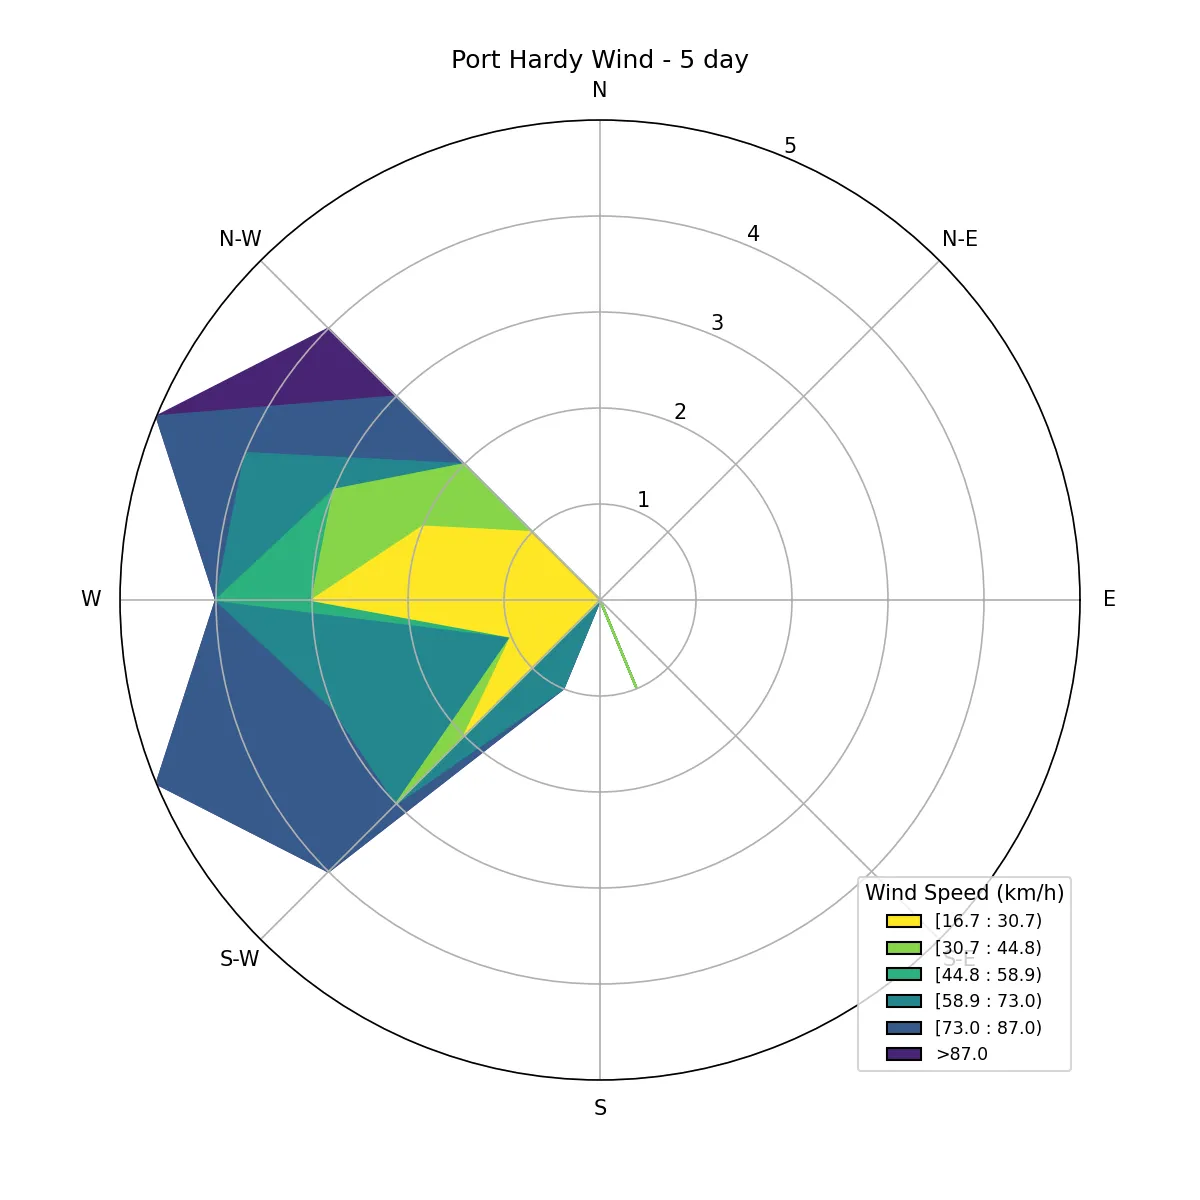 Port Hardy Wind - 5 day
N
5
N-W
4
N-E
3
2
1
W
E
Wind Speed (km/h)
[16.7 : 30.7)
[30.7 : 44.8)
S-W
S-E
[44.8 : 58.9)
[58.9 : 73.0)
[73.0 : 87.0)
>87.0
S